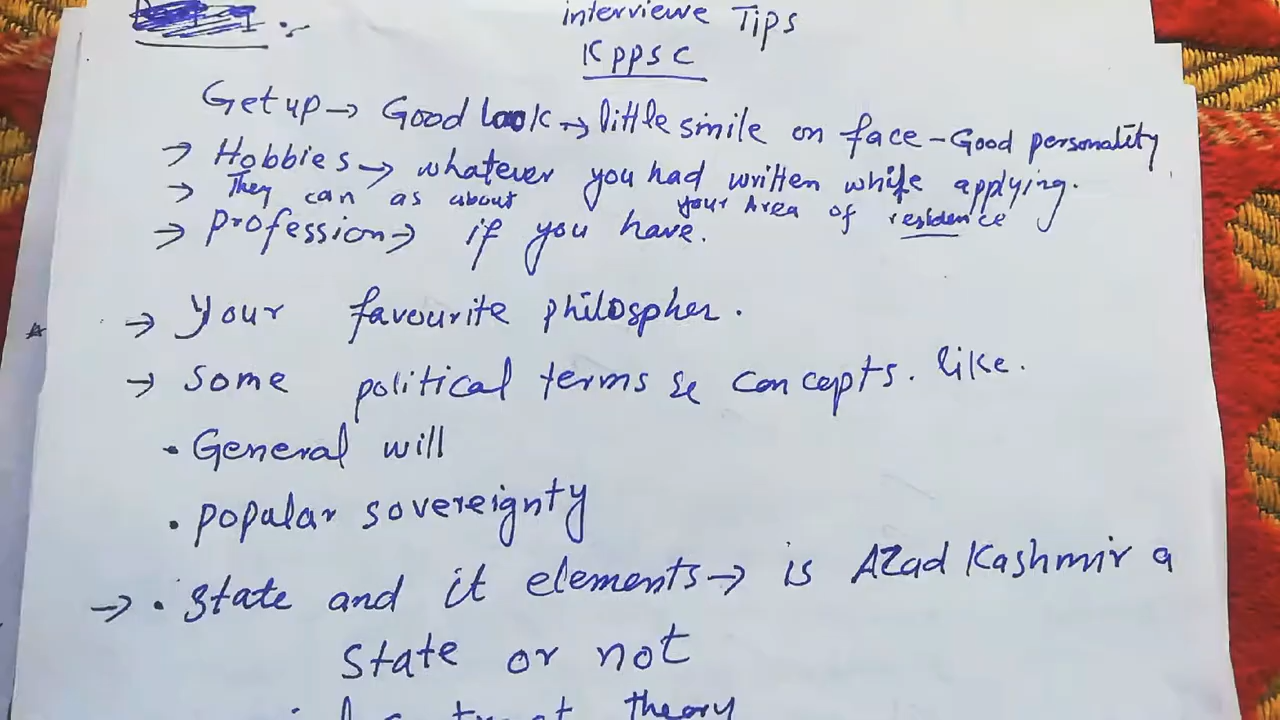 interviewe Tips
Kppsc
Getup → Good look → little smile on face - Good personality
→ Hobbies → whatever you had written while applying.
→ They can as about your Area of residence
→ profession → if you have.
→ your favourite philospher.
→ some political terms & concepts. like.
• General will
• popular sovereignty
→ • state and it elements → is Azad Kashmir a
state or not
theory